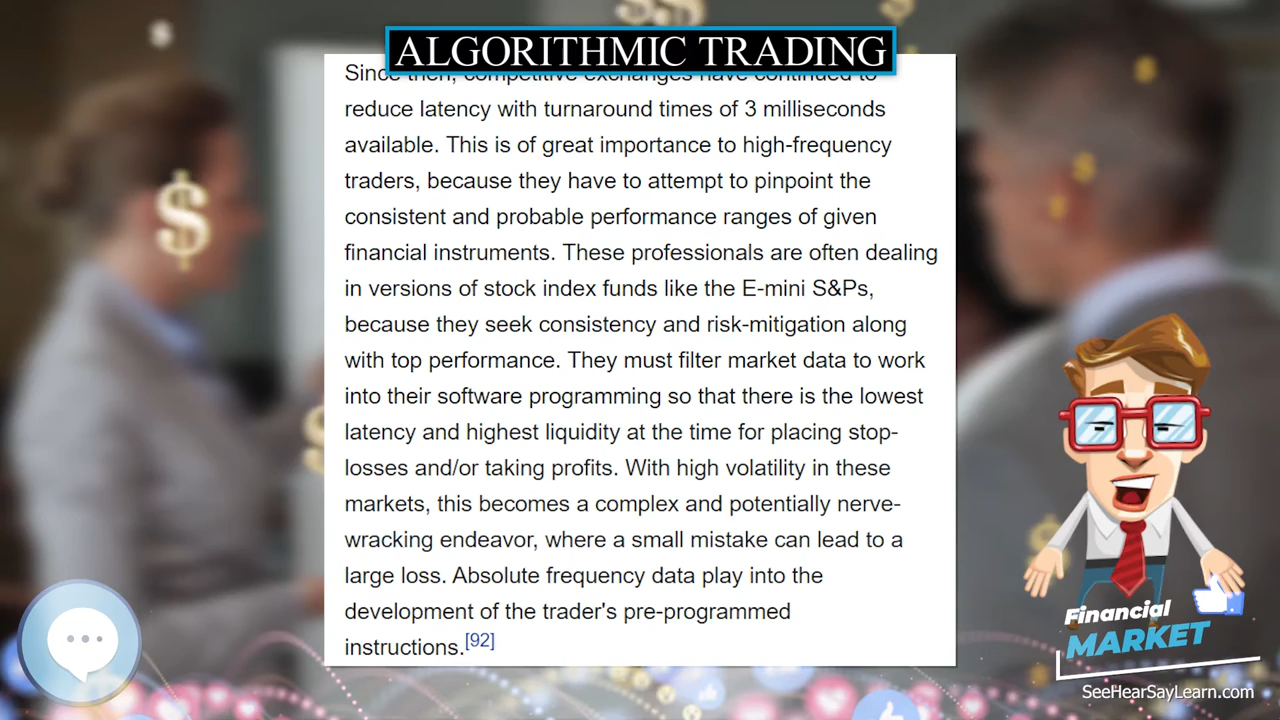 ALGORITHMIC TRADING
Since then, competitive exchanges have continued to
reduce latency with turnaround times of 3 milliseconds
available. This is of great importance to high-frequency
traders, because they have to attempt to pinpoint the
consistent and probable performance ranges of given
financial instruments. These professionals are often dealing
in versions of stock index funds like the E-mini S&Ps,
because they seek consistency and risk-mitigation along
with top performance. They must filter market data to work
into their software programming so that there is the lowest
latency and highest liquidity at the time for placing stop-
losses and/or taking profits. With high volatility in these
markets, this becomes a complex and potentially nerve-
wracking endeavor, where a small mistake can lead to a
large loss. Absolute frequency data play into the
development of the trader's pre-programmed
instructions.[92]
Financial
MARKET
SeeHearSayLearn.com